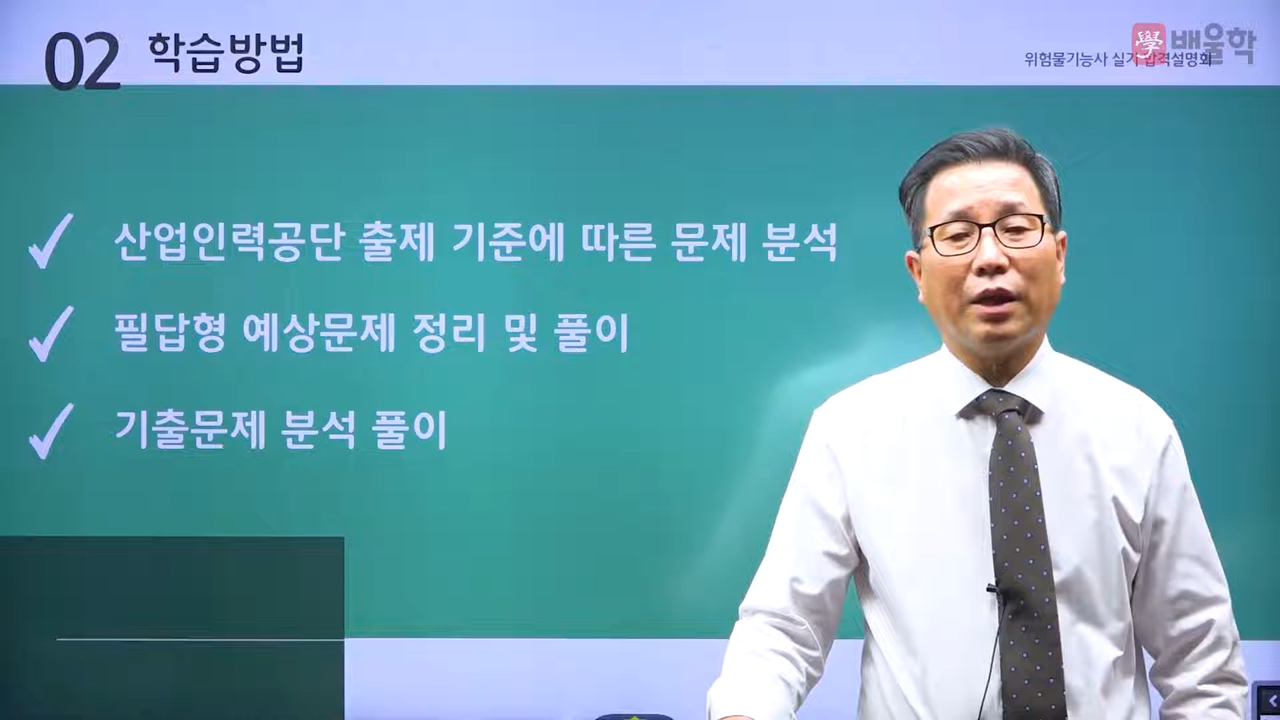 02 학습방법
學 배울학
위험물기능사 실기 합격설명회
산업인력공단 출제 기준에 따른 문제 분석
필답형 예상문제 정리 및 풀이
기출문제 분석 풀이